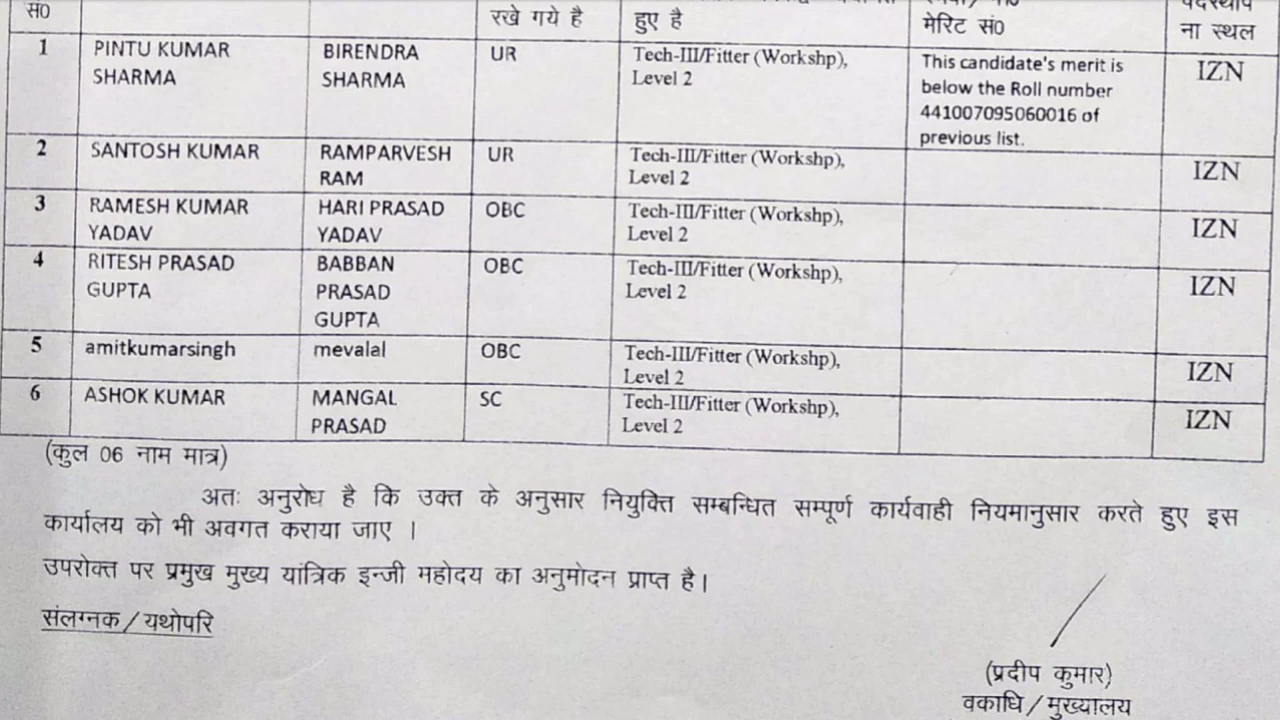 सं0
रखे गये है
हुए है
मेरिट सं0
ना स्थल
1 PINTU KUMAR BIRENDRA UR Tech-III/Fitter (Workshp), This candidate's merit is IZN
SHARMA SHARMA Level 2 below the Roll number
441007095060016 of
previous list.
2 SANTOSH KUMAR RAMPARVESH UR Tech-III/Fitter (Workshp), IZN
RAM Level 2
3 RAMESH KUMAR HARI PRASAD OBC Tech-III/Fitter (Workshp), IZN
YADAV YADAV Level 2
4 RITESH PRASAD BABBAN OBC Tech-III/Fitter (Workshp), IZN
GUPTA PRASAD Level 2
GUPTA
5 amitkumarsingh mevalal OBC Tech-III/Fitter (Workshp), IZN
Level 2
6 ASHOK KUMAR MANGAL SC Tech-III/Fitter (Workshp), IZN
PRASAD Level 2
(कुल 06 नाम मात्र)
अतः अनुरोध है कि उक्त के अनुसार नियुक्ति सम्बन्धित सम्पूर्ण कार्यवाही नियमानुसार करते हुए इस
कार्यालय को भी अवगत कराया जाए ।
उपरोक्त पर प्रमुख मुख्य यांत्रिक इन्जी महोदय का अनुमोदन प्राप्त है।
संलग्नक/यथोपरि
(प्रदीप कुमार)
वकाधि/मुख्यालय